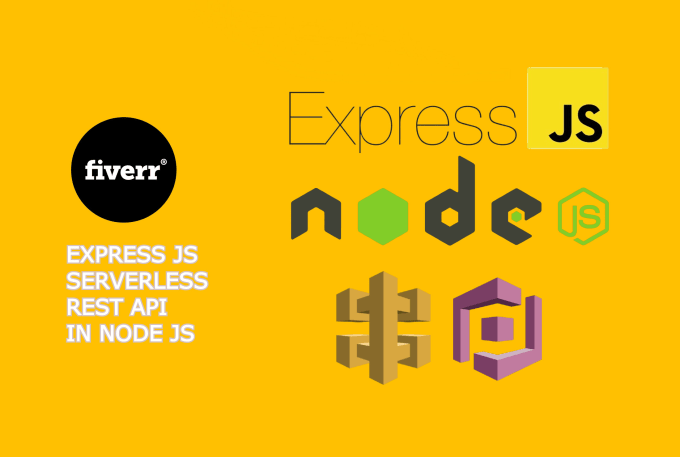 Express
JS
node
JS
fiverr®
EXPRESS JS
SERVERLESS
REST API
IN NODE JS